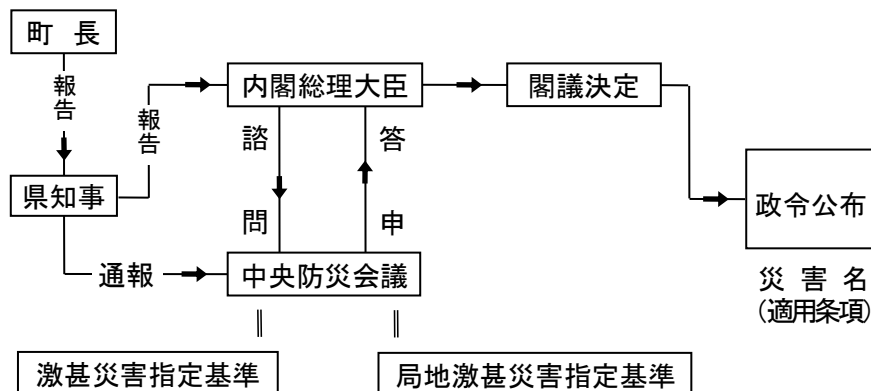 町 長
報告
県知事
報告
内閣総理大臣
閣議決定
諮問
答申
政令公布
通報
中央防災会議
災 害 名
(適用条項)
激甚災害指定基準
局地激甚災害指定基準